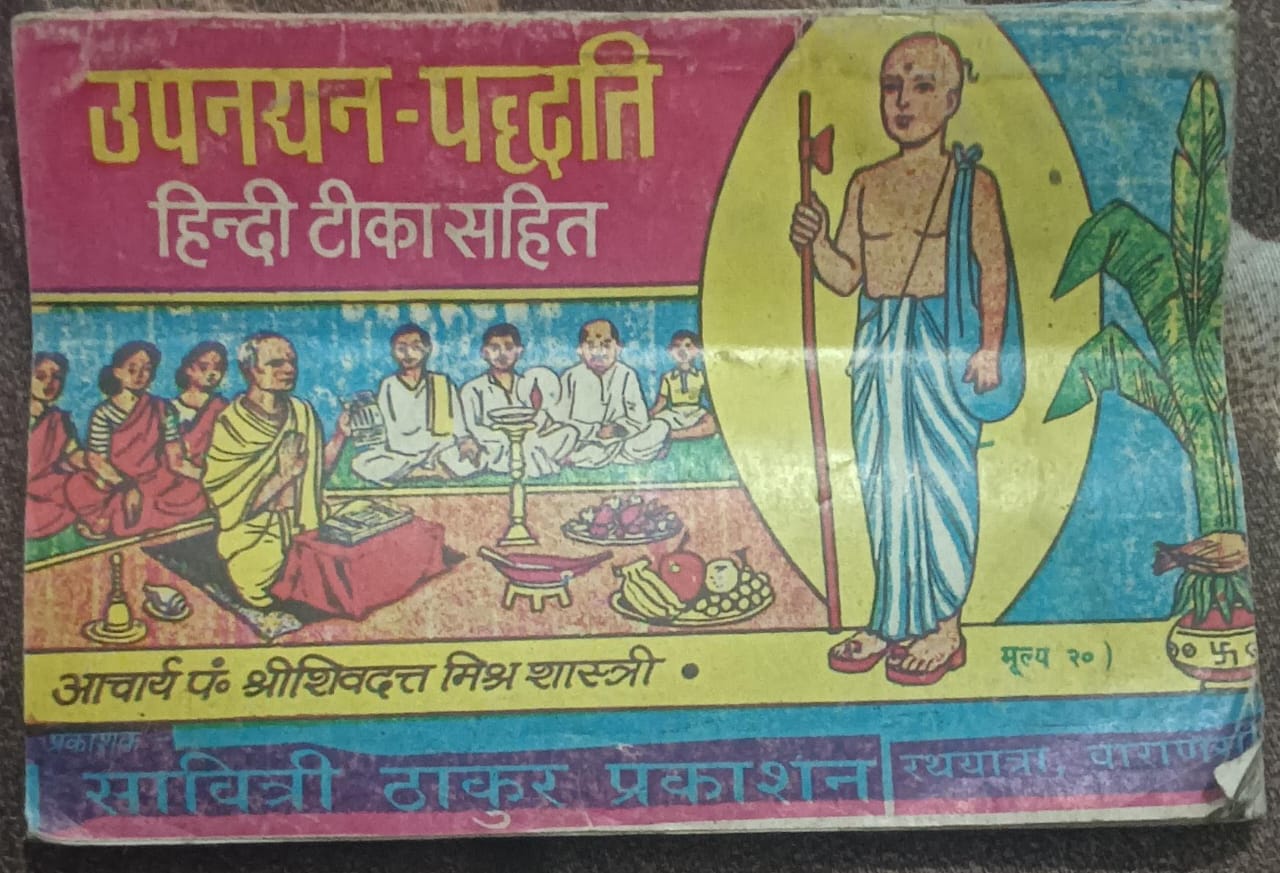 उपनयन-पद्धति
हिन्दी टीका सहित
आचार्य पं० श्रीशिवदत्त मिश्र शास्त्री •
मूल्य २०)
प्रकाशक
सावित्री ठाकुर प्रकाशन
रथयात्रा, वाराणसी